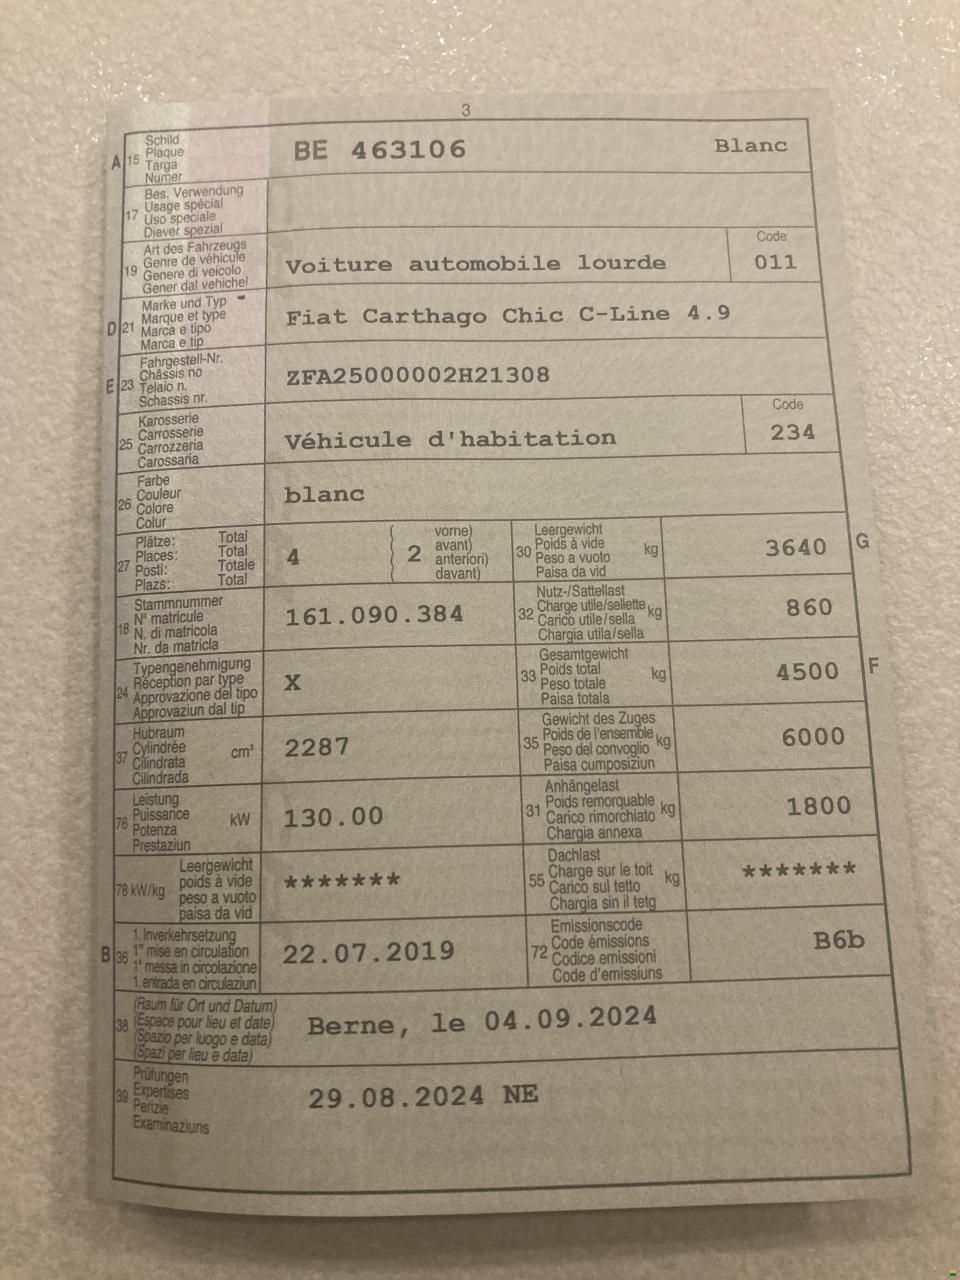 3
A 15 Schild
Plaque
Targa
Numer
BE 463106 Blanc
17 Bes. Verwendung
Usage spécial
Uso speciale
Diever spezial
19 Art des Fahrzeugs
Genre de véhicule
Genere di veicolo
Gener dal vehichel
Voiture automobile lourde
Code
011
D 21 Marke und Typ
Marque et type
Marca e tipo
Marca e tip
Fiat Carthago Chic C-Line 4.9
E 23 Fahrgestell-Nr.
Châssis no
Telaio n.
Schassis nr.
ZFA25000002H21308
25 Karosserie
Carrosserie
Carrozzeria
Carossaria
Véhicule d'habitation
Code
234
26 Farbe
Couleur
Colore
Colur
blanc
27 Plätze: Total
Places: Total
Posti: Totale
Plazs: Total
4
( 2 vorne)
( avant)
( anteriori)
( davant)
30 Leergewicht
Poids à vide
Peso a vuoto
Paisa da vid
kg
3640 G
18 Stammnummer
N° matricule
N. di matricola
Nr. da matricla
161.090.384
32 Nutz-/Sattellast
Charge utile/sellette
Carico utile/sella
Chargia utila/sella
kg
860
24 Typengenehmigung
Réception par type
Approvazione del tipo
Approvaziun dal tip
X
33 Gesamtgewicht
Poids total
Peso totale
Paisa totala
kg
4500 F
37 Hubraum
Cylindrée
Cilindrata
Cilindrada
cm³
2287
35 Gewicht des Zuges
Poids de l'ensemble
Peso del convoglio
Paisa cumposiziun
kg
6000
76 Leistung
Puissance
Potenza
Prestaziun
kW
130.00
31 Anhängelast
Poids remorquable
Carico rimorchiato
Chargia annexa
kg
1800
78 kW/kg
Leergewicht
poids à vide
peso a vuoto
paisa da vid
*******
55 Dachlast
Charge sur le toit
Carico sul tetto
Chargia sin il tetg
kg
*******
B 36 1. Inverkehrsetzung
1re mise en circulation
1a messa in circolazione
1. entrada en circulaziun
22.07.2019
72 Emissionscode
Code émissions
Codice emissioni
Code d'emissiuns
B6b
38 (Raum für Ort und Datum)
(Espace pour lieu et date)
(Spazio per luogo e data)
(Spazi per lieu e data)
Berne, le 04.09.2024
39 Prüfungen
Expertises
Perizie
Examinaziuns
29.08.2024 NE